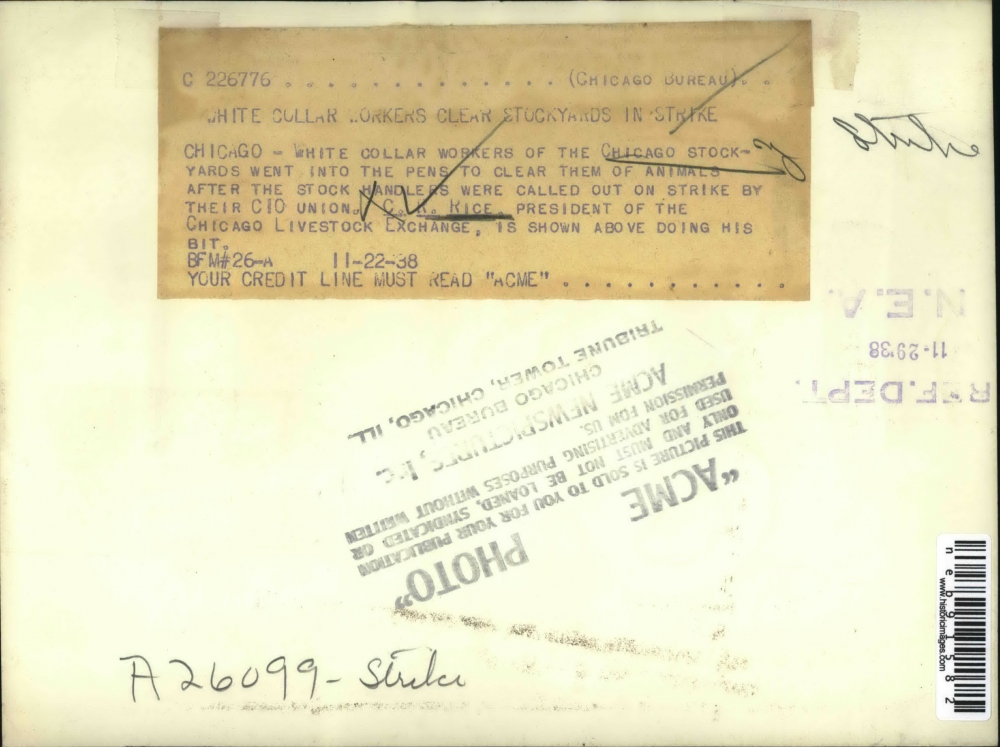 C 226776 . . . . . . . . . . . . . . (CHICAGO BUREAU). .
WHITE COLLAR WORKERS CLEAR STOCKYARDS IN STRIKE
CHICAGO - WHITE COLLAR WORKERS OF THE CHICAGO STOCK-
YARDS WENT INTO THE PENS TO CLEAR THEM OF ANIMALS
AFTER THE STOCK HANDLERS WERE CALLED OUT ON STRIKE BY
THEIR CIO UNION. C. R. RICE, PRESIDENT OF THE
CHICAGO LIVESTOCK EXCHANGE, IS SHOWN ABOVE DOING HIS
BIT.
BFM#26-A 11-22-38
YOUR CREDIT LINE MUST READ "ACME" . . . . . . . . . . .
Strike
N.E.A.
11-29'38
REF.DEPT.
"ACME PHOTO"
THIS PICTURE IS SOLD TO YOU FOR YOUR PUBLICATION
ONLY AND MUST NOT BE LOANED, SYNDICATED OR
USED FOR ADVERTISING PURPOSES WITHOUT WRITTEN
PERMISSION FOM US.
ACME NEWSPICTURES, INC.
CHICAGO BUREAU
TRIBUNE TOWER, CHICAGO, ILL.
A26099- Strike
neb91582
www.historicimages.com